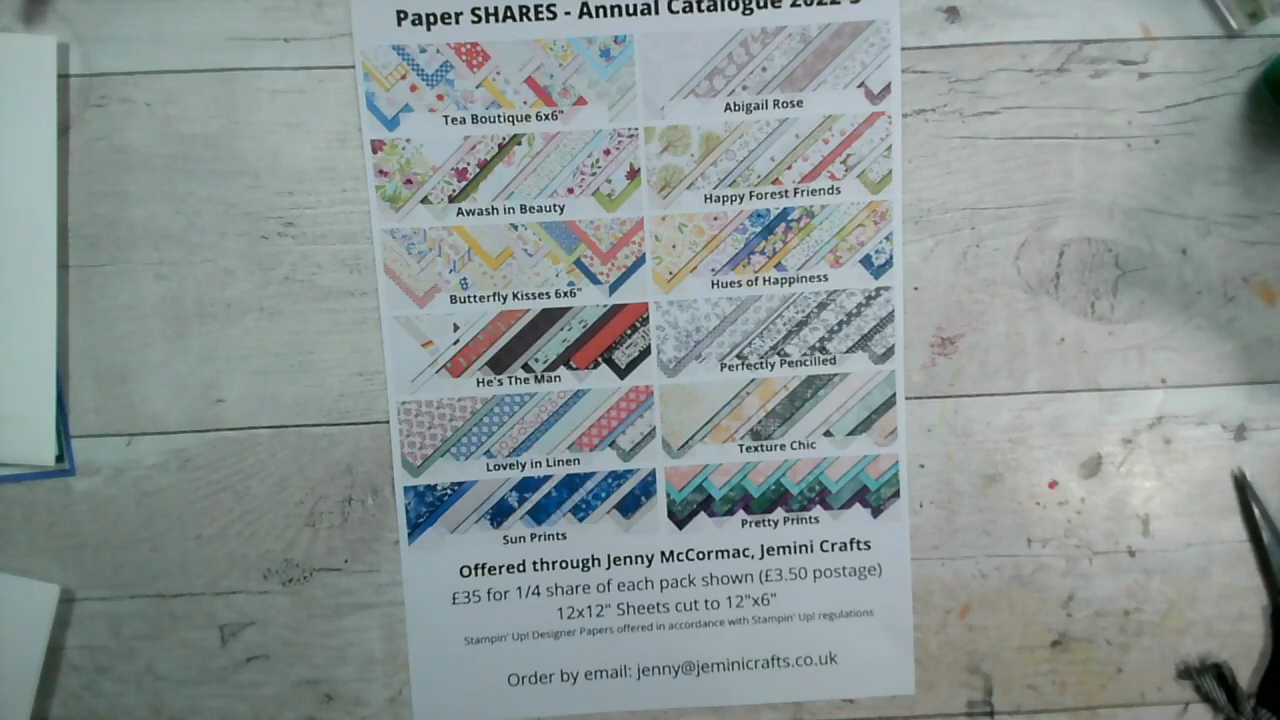 Paper SHARES - Annual Catalogue 2022-3
Tea Boutique 6x6"
Abigail Rose
Awash in Beauty
Happy Forest Friends
Butterfly Kisses 6x6"
Hues of Happiness
He's The Man
Perfectly Pencilled
Lovely in Linen
Texture Chic
Sun Prints
Pretty Prints
Offered through Jenny McCormac, Jemini Crafts
£35 for 1/4 share of each pack shown (£3.50 postage)
12x12" Sheets cut to 12"x6"
Stampin' Up! Designer Papers offered in accordance with Stampin' Up! regulations
Order by email: jenny@jeminicrafts.co.uk